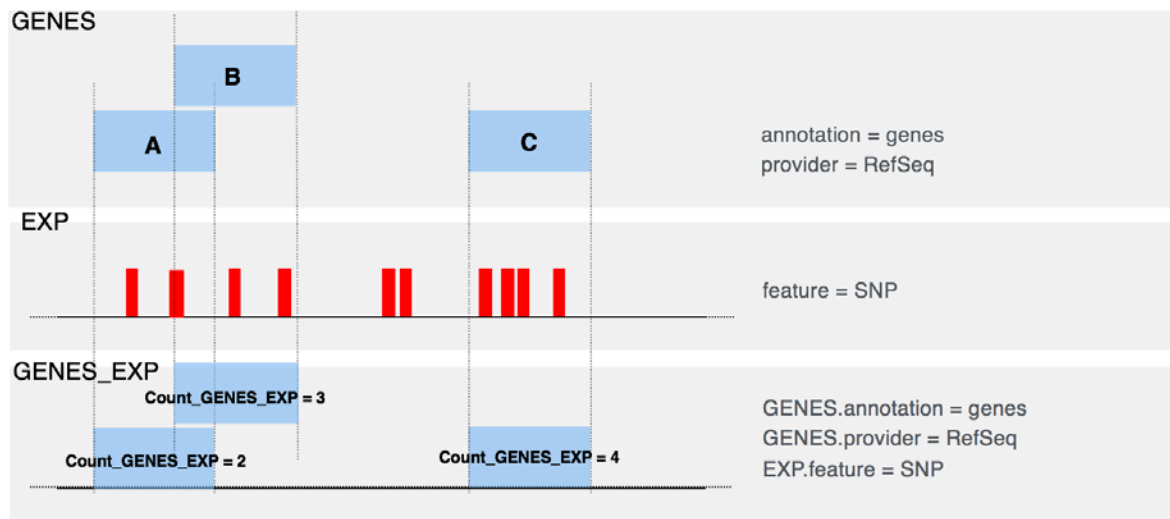 GENES
B
A
C
annotation = genes
provider = RefSeq
EXP
feature = SNP
GENES_EXP
Count_GENES_EXP = 3
Count_GENES_EXP = 2
Count_GENES_EXP = 4
GENES.annotation = genes
GENES.provider = RefSeq
EXP.feature = SNP